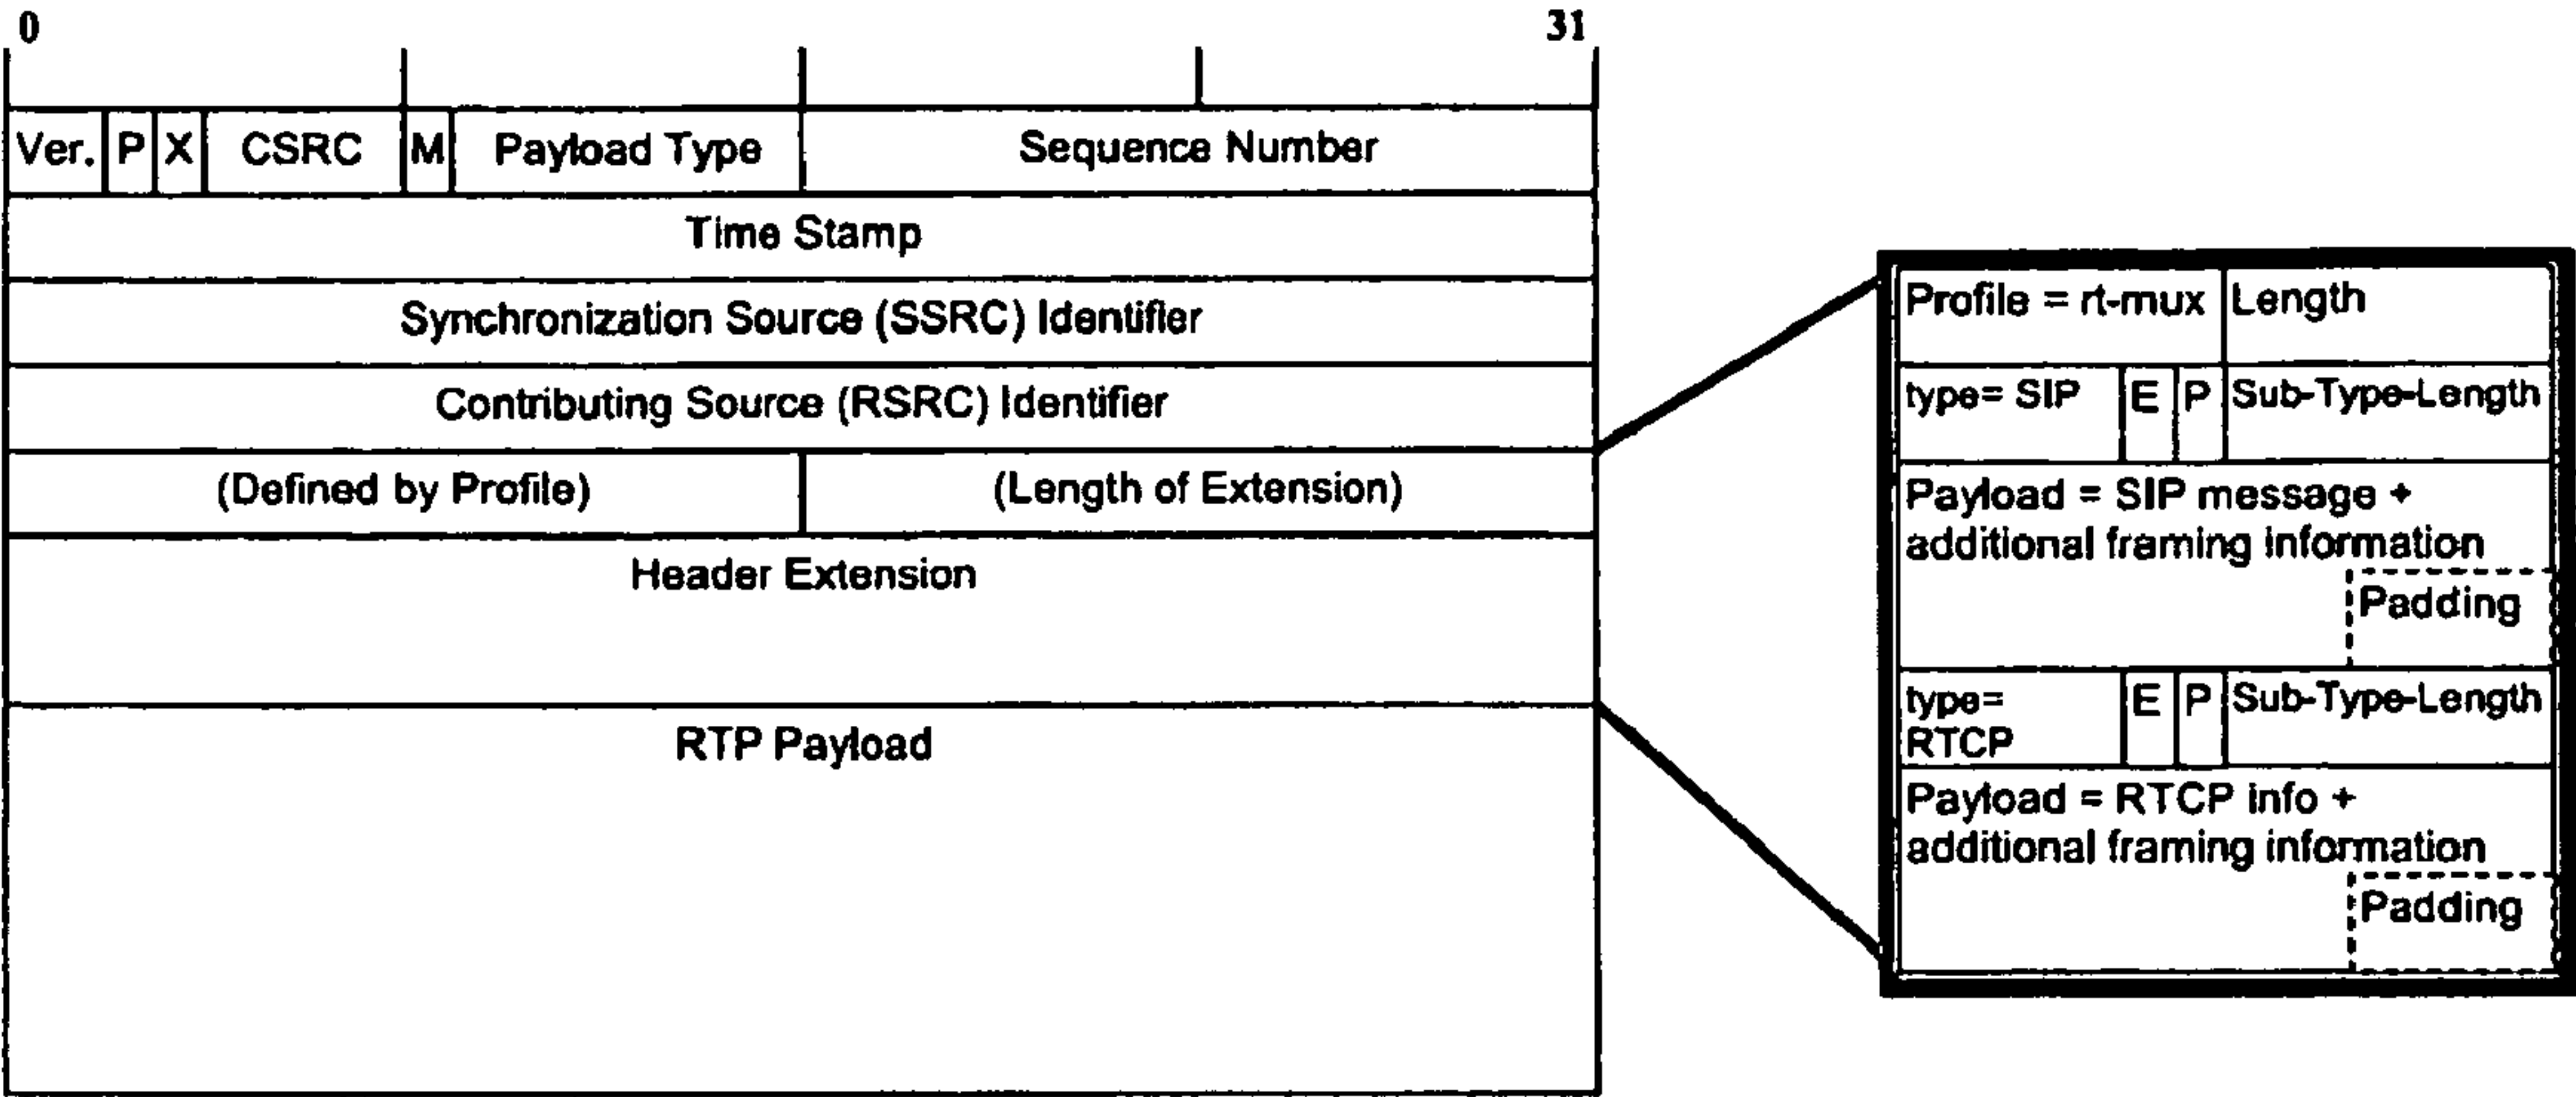 0 31
Ver. P X CSRC M Payload Type Sequence Number
Time Stamp
Synchronization Source (SSRC) Identifier
Contributing Source (RSRC) Identifier
(Defined by Profile) (Length of Extension)
Header Extension
RTP Payload
Profile = rt-mux Length
type= SIP E P Sub-Type-Length
Payload = SIP message +
additional framing information
Padding
type= E P Sub-Type-Length
RTCP
Payload = RTCP info +
additional framing information
Padding